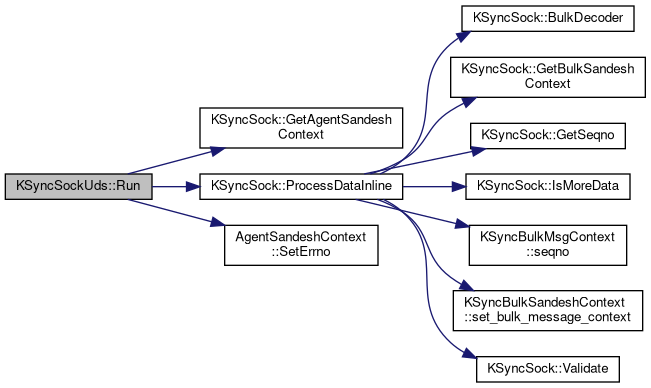 KSyncSock::BulkDecoder
KSyncSock::GetBulkSandesh
Context
KSyncSock::GetAgentSandesh
Context
KSyncSock::GetSeqno
KSyncSockUds::Run
KSyncSock::ProcessDataInline
KSyncSock::IsMoreData
AgentSandeshContext
::SetErrno
KSyncBulkMsgContext
::seqno
KSyncBulkSandeshContext
::set_bulk_message_context
KSyncSock::Validate